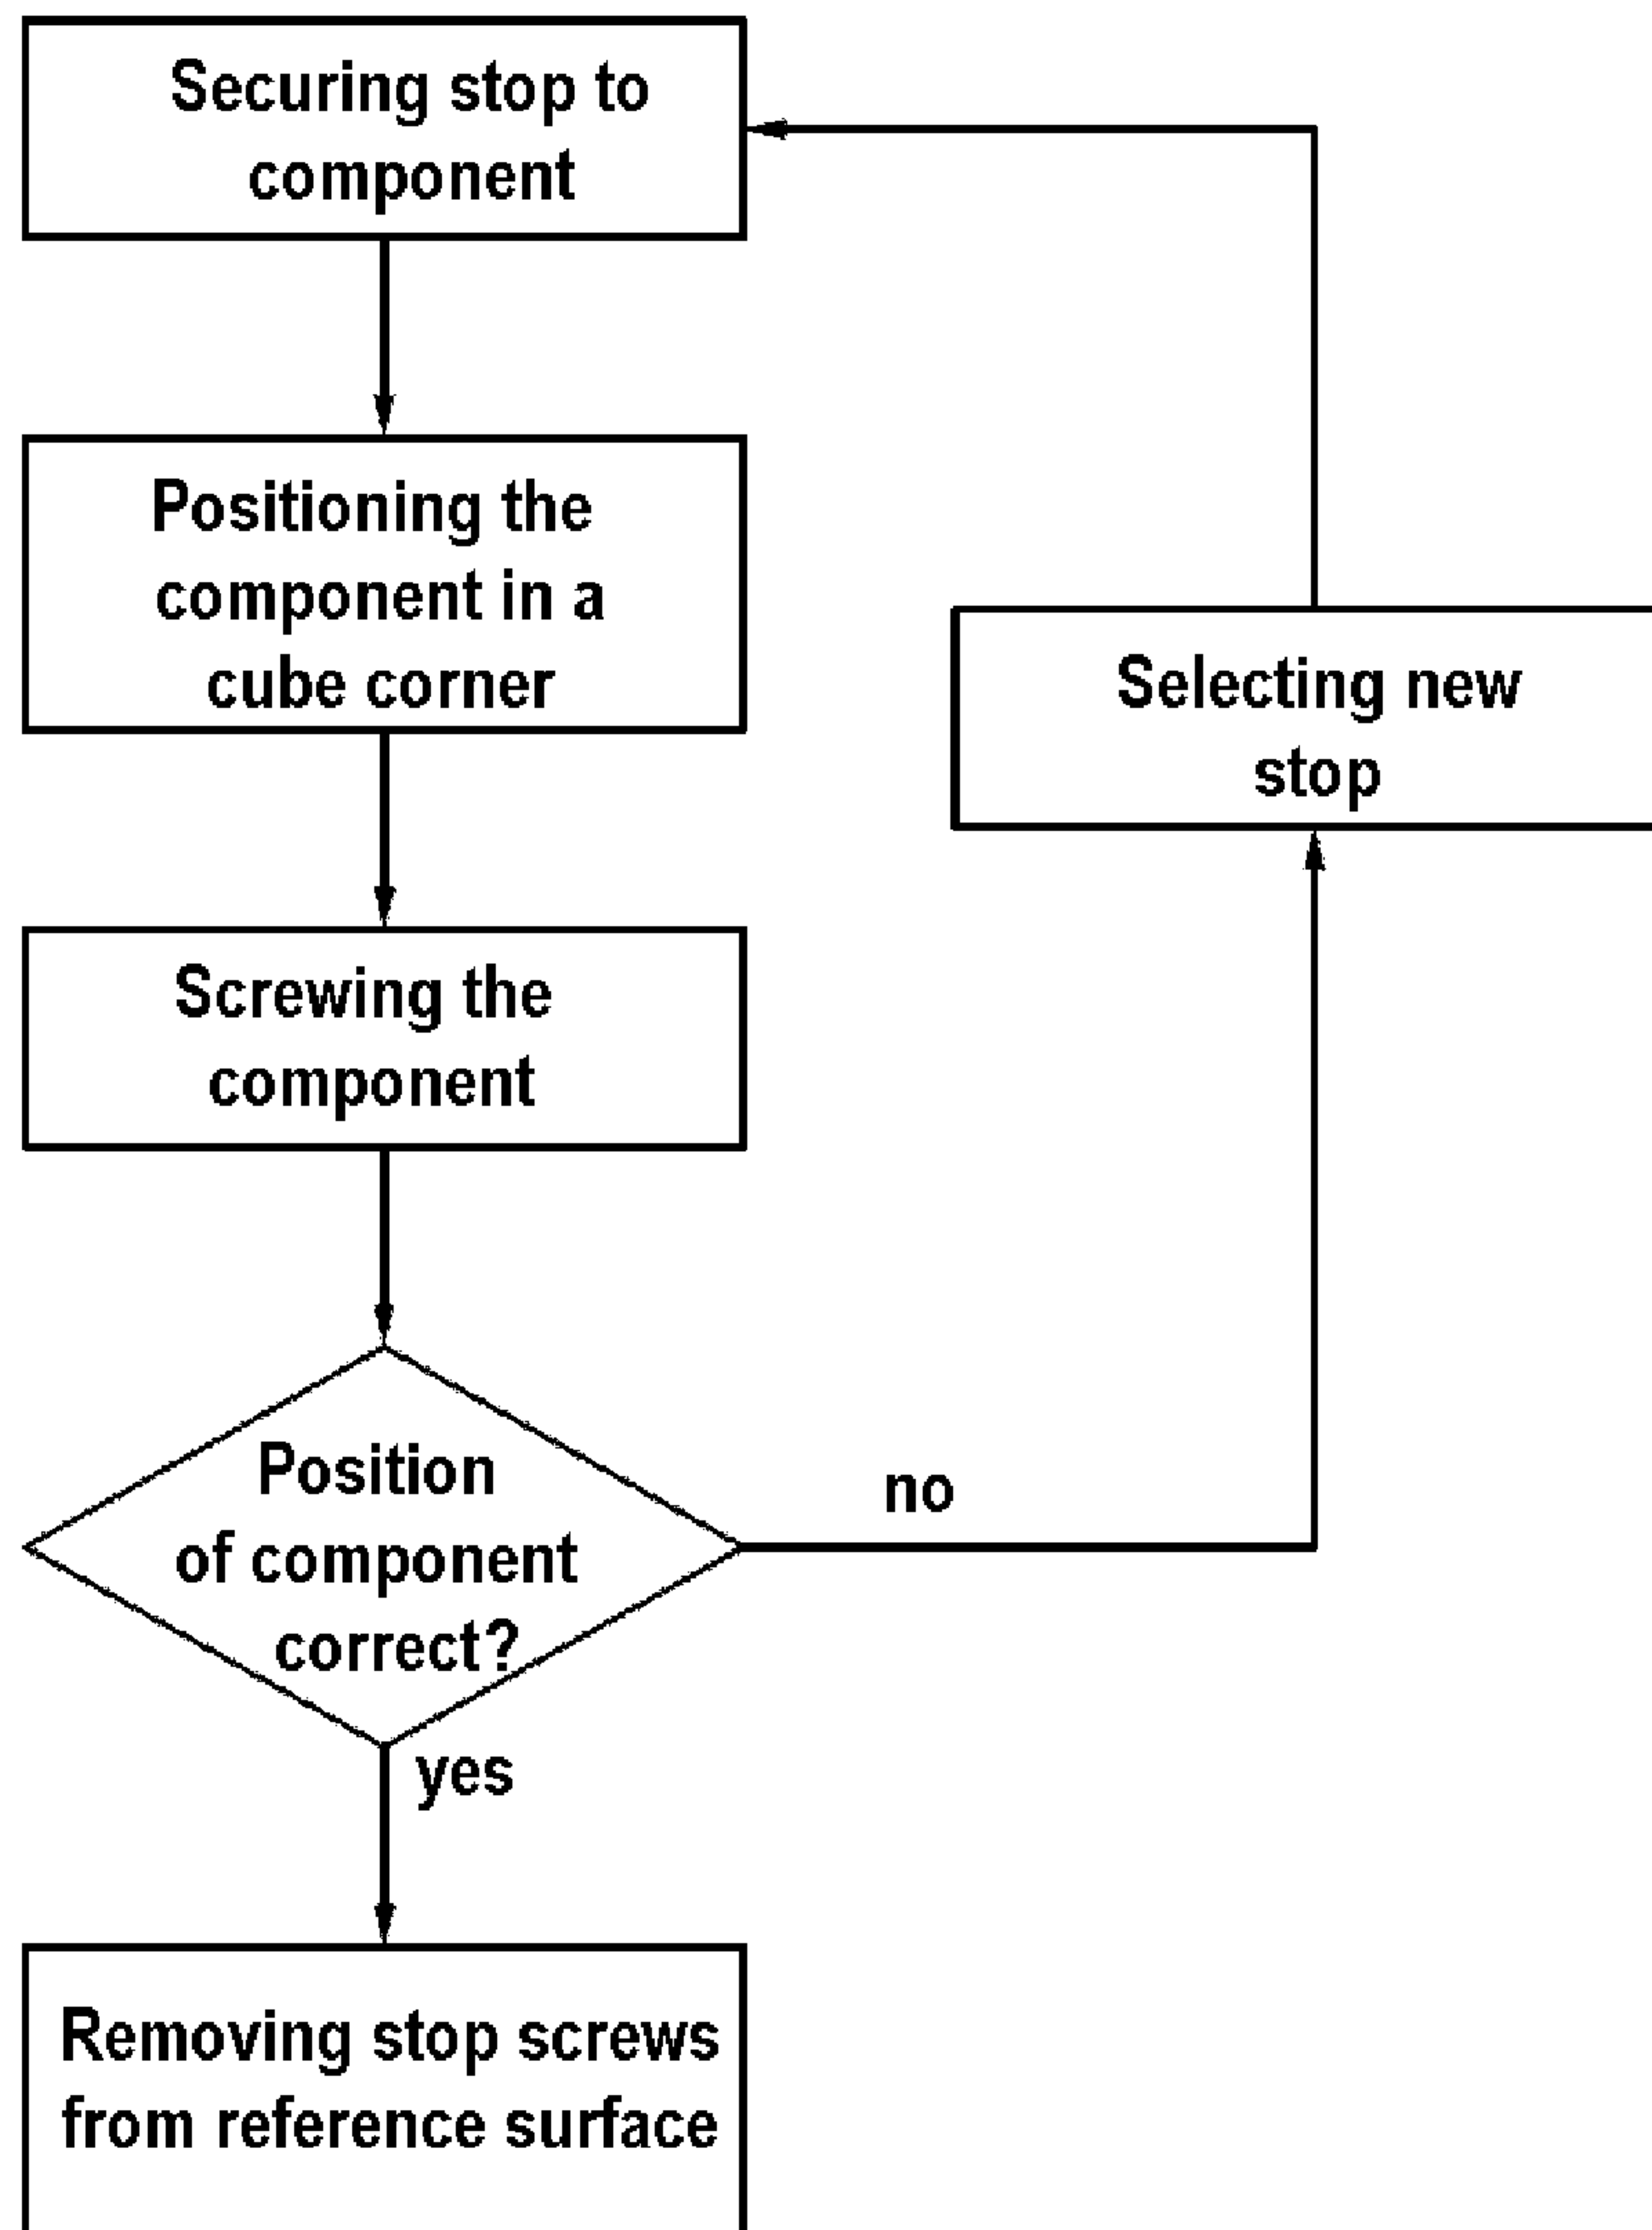 Securing stop to
component
Positioning the
component in a
cube corner
Selecting new
stop
Screwing the
component
Position
of component
correct?
no
yes
Removing stop screws
from reference surface